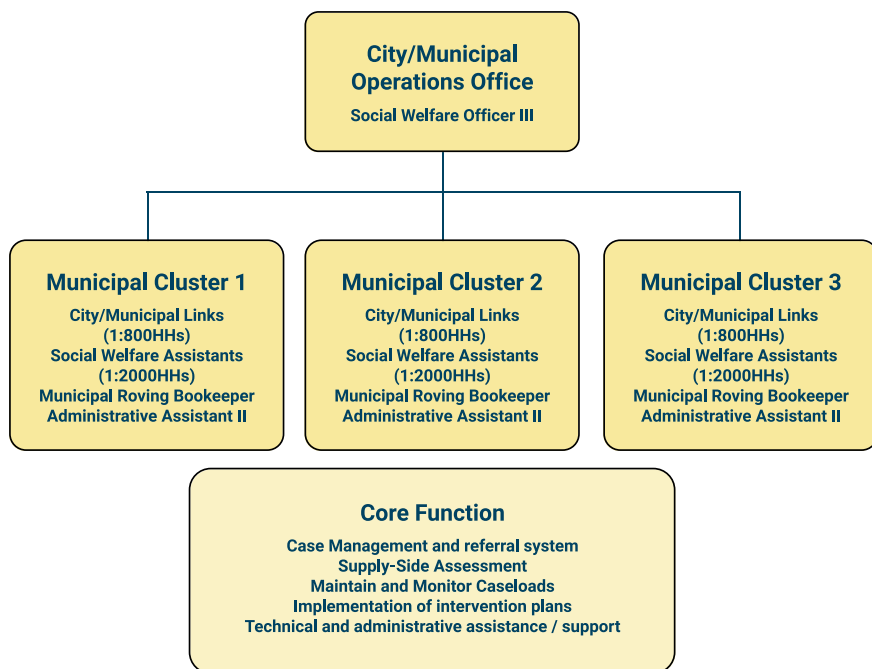 City/Municipal
Operations Office
Social Welfare Officer III
Municipal Cluster 1
City/Municipal Links
(1:800HHs)
Social Welfare Assistants
(1:2000HHs)
Municipal Roving Bookeeper
Administrative Assistant II
Municipal Cluster 2
City/Municipal Links
(1:800HHs)
Social Welfare Assistants
(1:2000HHs)
Municipal Roving Bookeeper
Administrative Assistant II
Municipal Cluster 3
City/Municipal Links
(1:800HHs)
Social Welfare Assistants
(1:2000HHs)
Municipal Roving Bookeeper
Administrative Assistant II
Core Function
Case Management and referral system
Supply-Side Assessment
Maintain and Monitor Caseloads
Implementation of intervention plans
Technical and administrative assistance / support